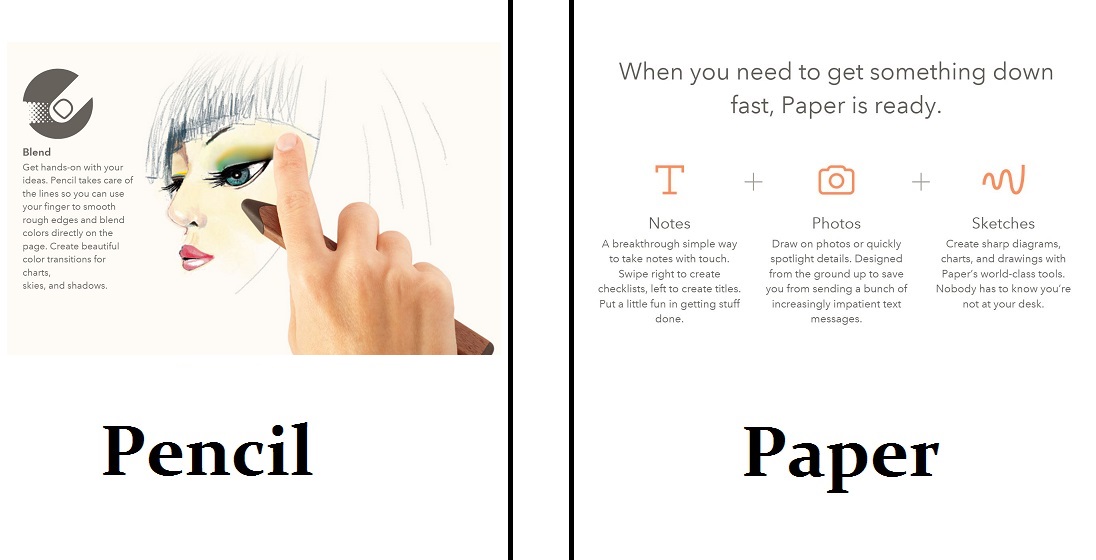 Blend
Get hands-on with your
ideas. Pencil takes care of
the lines so you can use
your finger to smooth
rough edges and blend
colors directly on the
page. Create beautiful
color transitions for
charts,
skies, and shadows.
Pencil
When you need to get something down
fast, Paper is ready.
Notes
A breakthrough simple way
to take notes with touch.
Swipe right to create
checklists, left to create titles.
Put a little fun in getting stuff
done.
Photos
Draw on photos or quickly
spotlight details. Designed
from the ground up to save
you from sending a bunch of
increasingly impatient text
messages.
Sketches
Create sharp diagrams,
charts, and drawings with
Paper's world-class tools.
Nobody has to know you're
not at your desk.
Paper